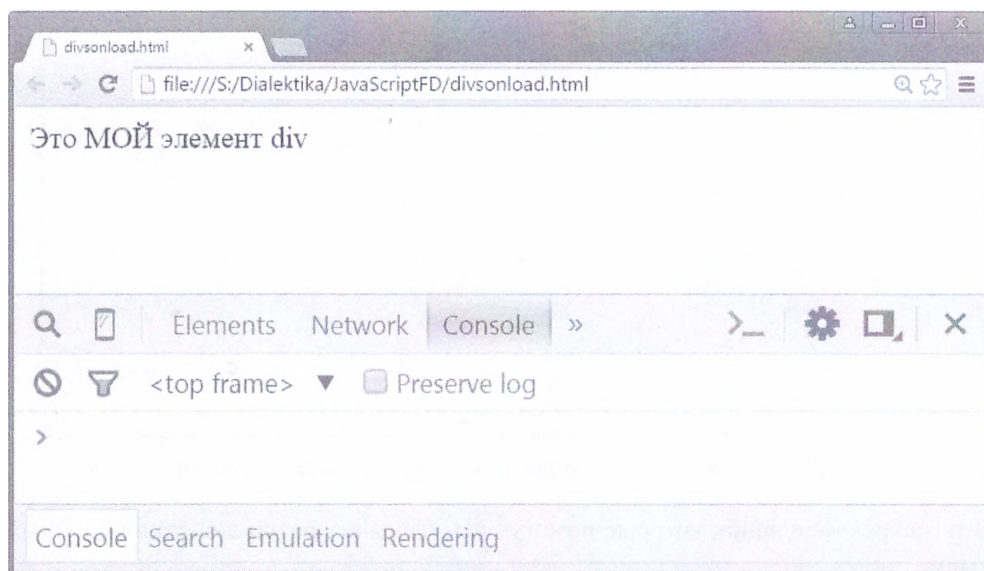 divsonload.html ×
file:///S:/Dialektika/JavaScriptFD/divsonload.html
Это МОЙ элемент div
Elements Network Console »
<top frame> ▼ Preserve log
>
Console Search Emulation Rendering